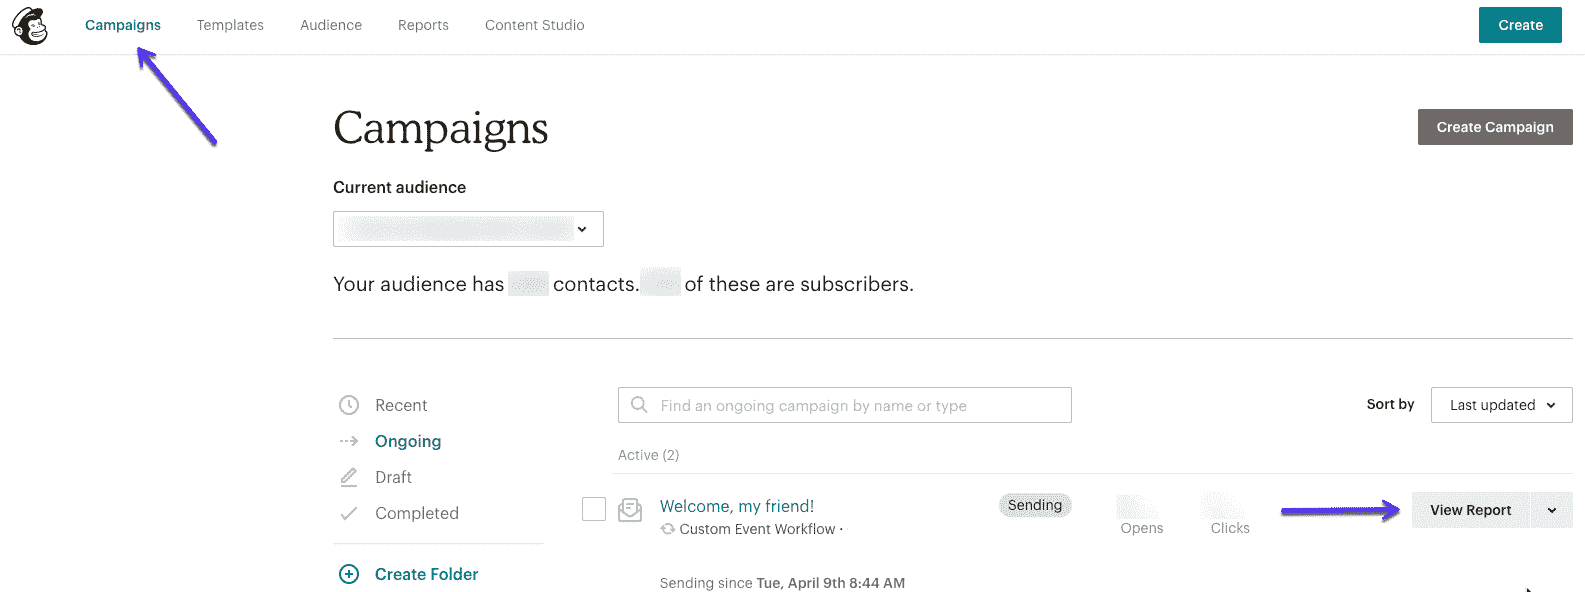 Campaigns Templates Audience Reports Content Studio Create
Campaigns
Create Campaign
Current audience
Your audience has contacts. of these are subscribers.
Recent
Ongoing
Draft
Completed
Create Folder
Find an ongoing campaign by name or type
Sort by Last updated
Active (2)
Welcome, my friend! Sending
Custom Event Workflow ·
Opens Clicks
View Report
Sending since Tue, April 9th 8:44 AM